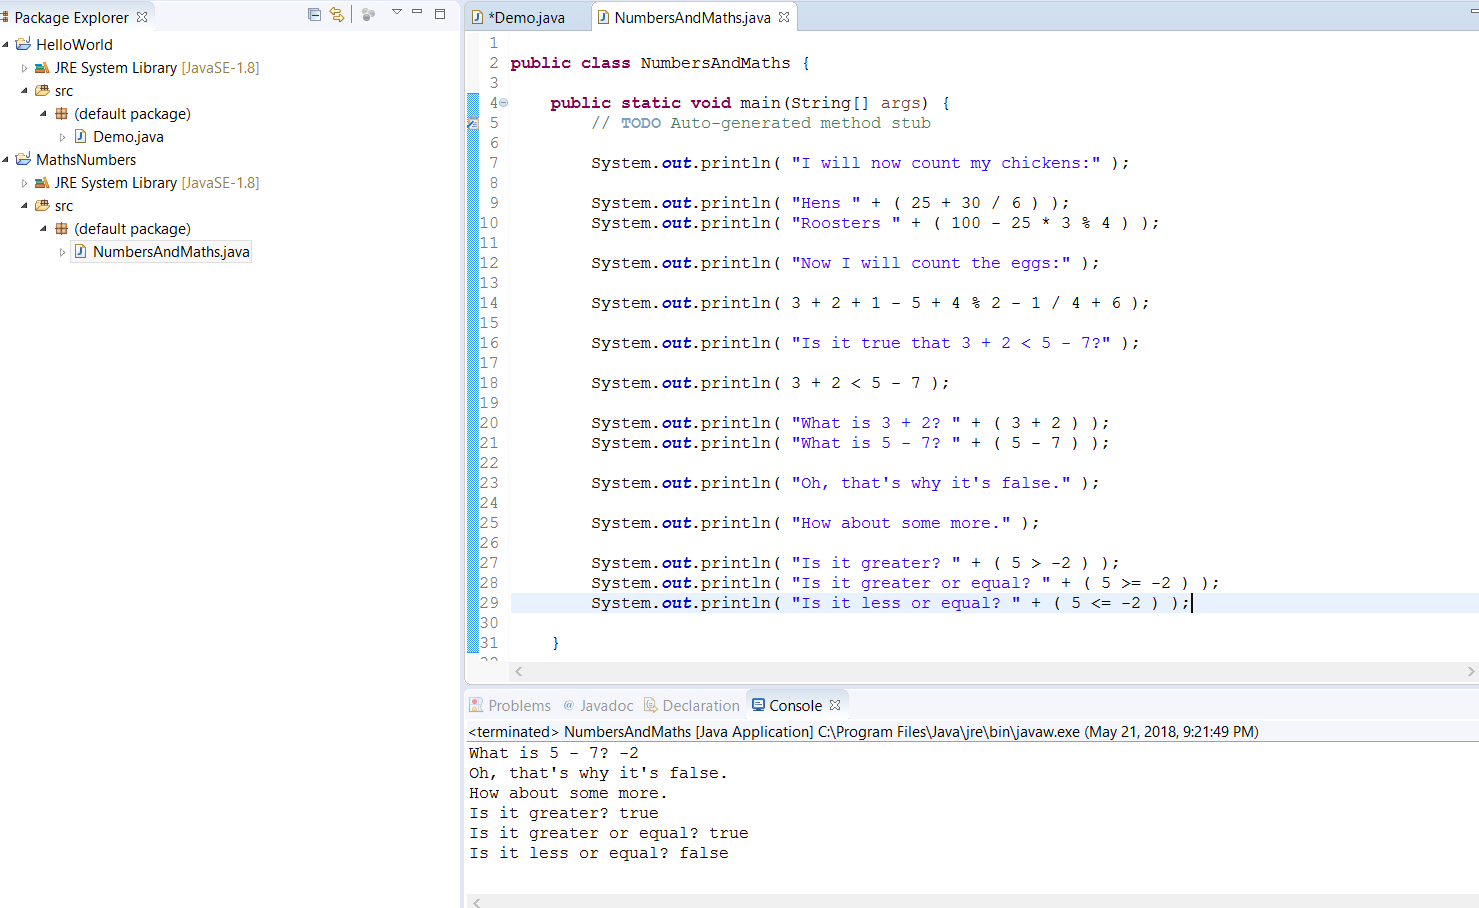 Package Explorer
HelloWorld
JRE System Library [JavaSE-1.8]
src
(default package)
Demo.java
MathsNumbers
JRE System Library [JavaSE-1.8]
src
(default package)
NumbersAndMaths.java
*Demo.java
NumbersAndMaths.java
1
2 public class NumbersAndMaths {
3
4 public static void main(String[] args) {
5 // TODO Auto-generated method stub
6
7 System.out.println( "I will now count my chickens:" );
8
9 System.out.println( "Hens " + ( 25 + 30 / 6 ) );
10 System.out.println( "Roosters " + ( 100 - 25 * 3 % 4 ) );
11
12 System.out.println( "Now I will count the eggs:" );
13
14 System.out.println( 3 + 2 + 1 - 5 + 4 % 2 - 1 / 4 + 6 );
15
16 System.out.println( "Is it true that 3 + 2 < 5 - 7?" );
17
18 System.out.println( 3 + 2 < 5 - 7 );
19
20 System.out.println( "What is 3 + 2? " + ( 3 + 2 ) );
21 System.out.println( "What is 5 - 7? " + ( 5 - 7 ) );
22
23 System.out.println( "Oh, that's why it's false." );
24
25 System.out.println( "How about some more." );
26
27 System.out.println( "Is it greater? " + ( 5 > -2 ) );
28 System.out.println( "Is it greater or equal? " + ( 5 >= -2 ) );
29 System.out.println( "Is it less or equal? " + ( 5 <= -2 ) );
30
31 }
Problems @ Javadoc Declaration Console
<terminated> NumbersAndMaths [Java Application] C:\Program Files\Java\jre\bin\javaw.exe (May 21, 2018, 9:21:49 PM)
What is 5 - 7? -2
Oh, that's why it's false.
How about some more.
Is it greater? true
Is it greater or equal? true
Is it less or equal? false